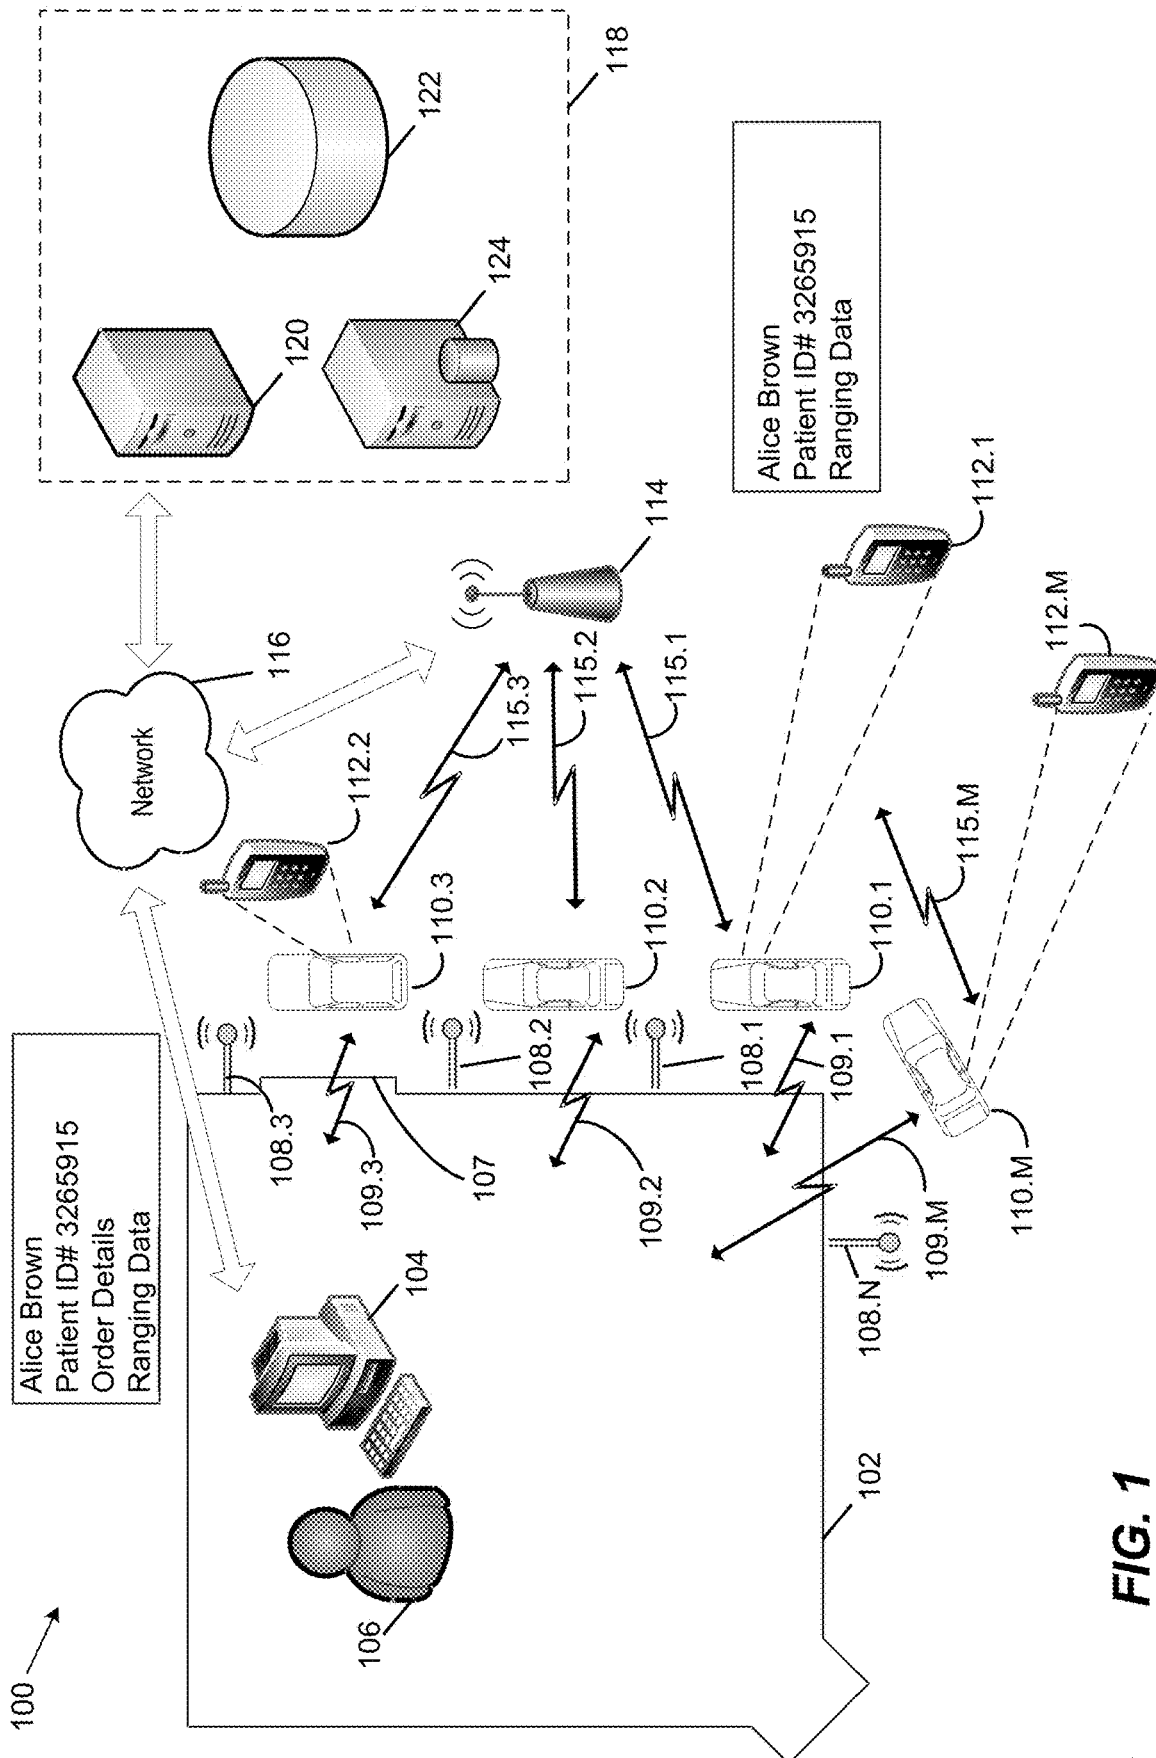 100
Alice Brown
Patient ID# 3265915
Order Details
Ranging Data
Network
116
118
120
122
124
106
104
108.3
109.3
107
112.2
110.3
115.3
114
108.2
109.2
110.2
115.2
108.1
109.1
110.1
115.1
Alice Brown
Patient ID# 3265915
Ranging Data
112.1
102
108.N
109.M
110.M
115.M
112.M
FIG. 1